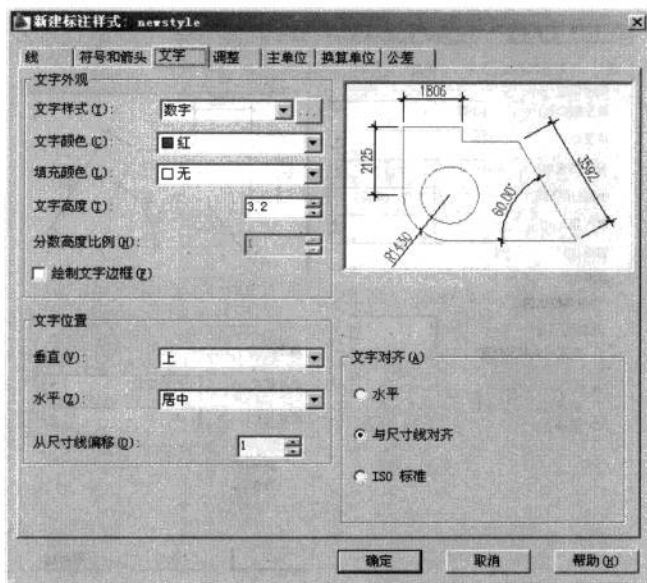 新建标注样式: newstyle
线 符号和箭头 文字 调整 主单位 换算单位 公差
文字外观
文字样式(Y): 数字 ...
文字颜色(C): 红
填充颜色(L): 无
文字高度(T): 3.2
分数高度比例(H): 1
绘制文字边框(F)
文字位置
垂直(V): 上
水平(Z): 居中
从尺寸线偏移(O): 1
1806
2125
3592
60.00°
R1430
文字对齐(A)
水平
与尺寸线对齐
ISO 标准
确定 取消 帮助(H)